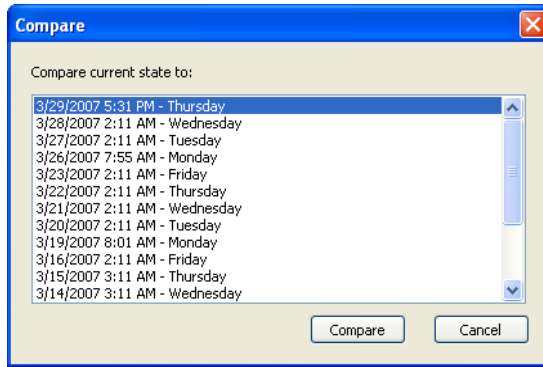 Compare
Compare current state to:
3/29/2007 5:31 PM - Thursday
3/28/2007 2:11 AM - Wednesday
3/27/2007 2:11 AM - Tuesday
3/26/2007 7:55 AM - Monday
3/23/2007 2:11 AM - Friday
3/22/2007 2:11 AM - Thursday
3/21/2007 2:11 AM - Wednesday
3/20/2007 2:11 AM - Tuesday
3/19/2007 8:01 AM - Monday
3/16/2007 2:11 AM - Friday
3/15/2007 3:11 AM - Thursday
3/14/2007 3:11 AM - Wednesday
Compare Cancel